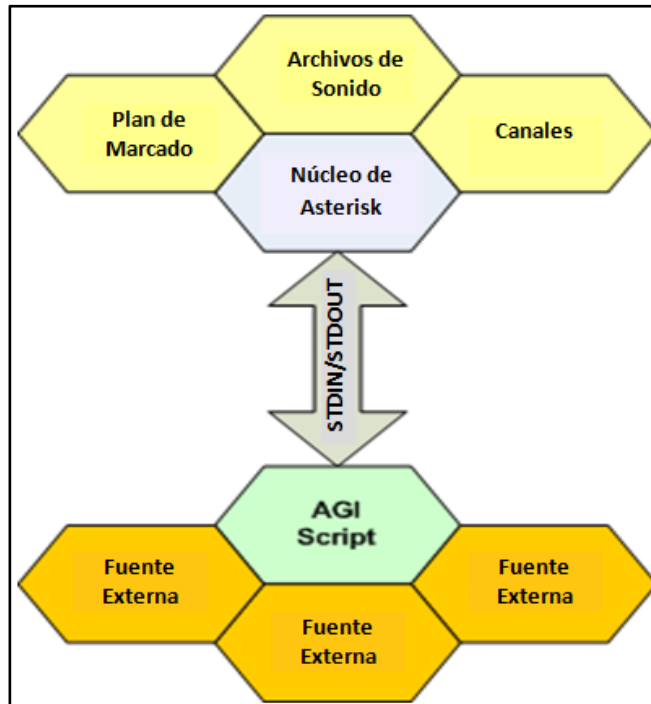 Archivos de
Sonido
Plan de
Marcado
Canales
Núcleo de
Asterisk
STDIN/STDOUT
AGI
Script
Fuente
Externa
Fuente
Externa
Fuente
Externa